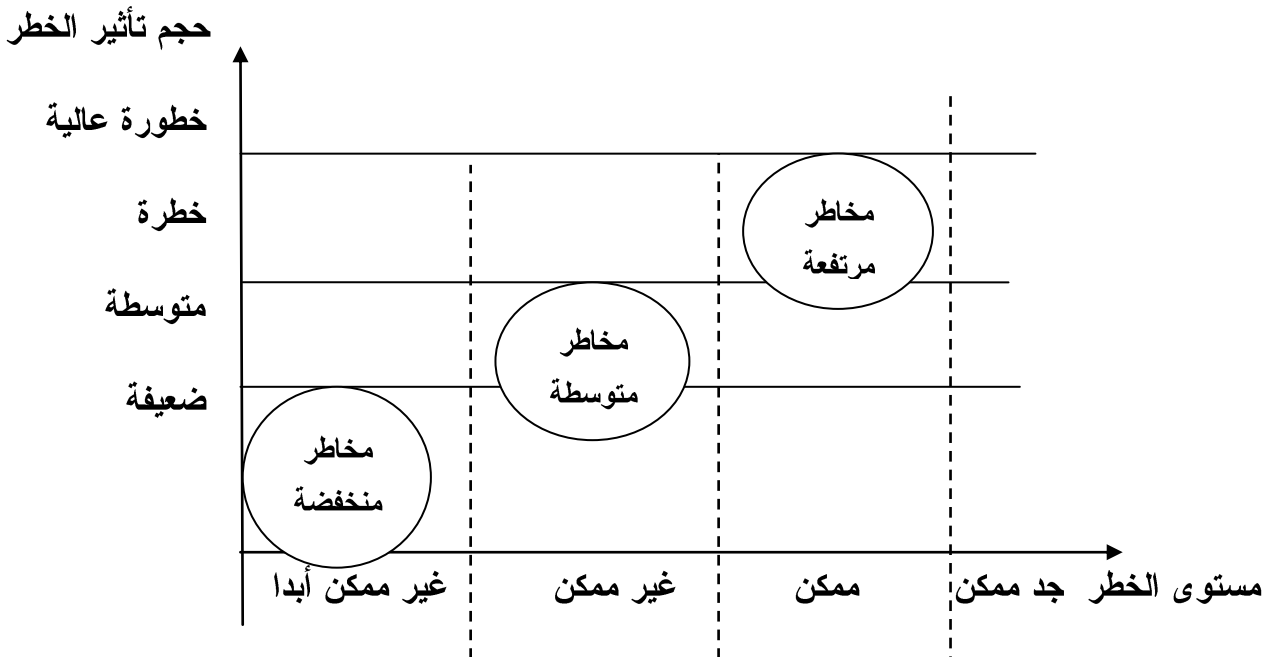 حجم تأثير الخطر
خطورة عالية
خطرة
متوسطة
ضعيفة
مخاطر
مرتفعة
مخاطر
متوسطة
مخاطر
منخفضة
غير ممكن أبدا
غير ممكن
ممكن
جد ممكن
مستوى الخطر